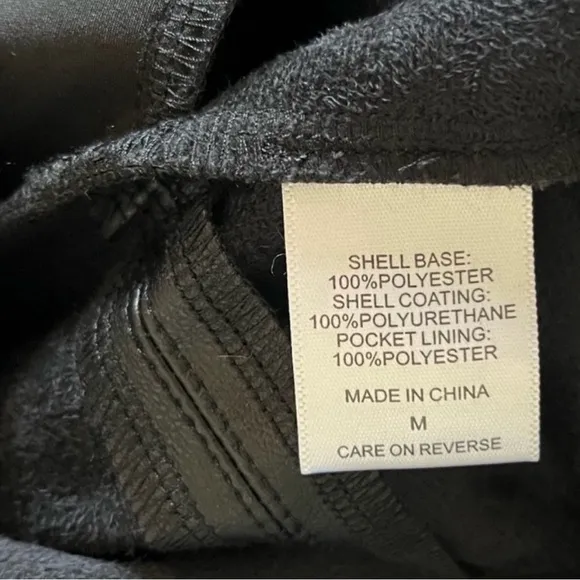 SHELL BASE:
100%POLYESTER
SHELL COATING:
100%POLYURETHANE
POCKET LINING:
100%POLYESTER
MADE IN CHINA
M
CARE ON REVERSE